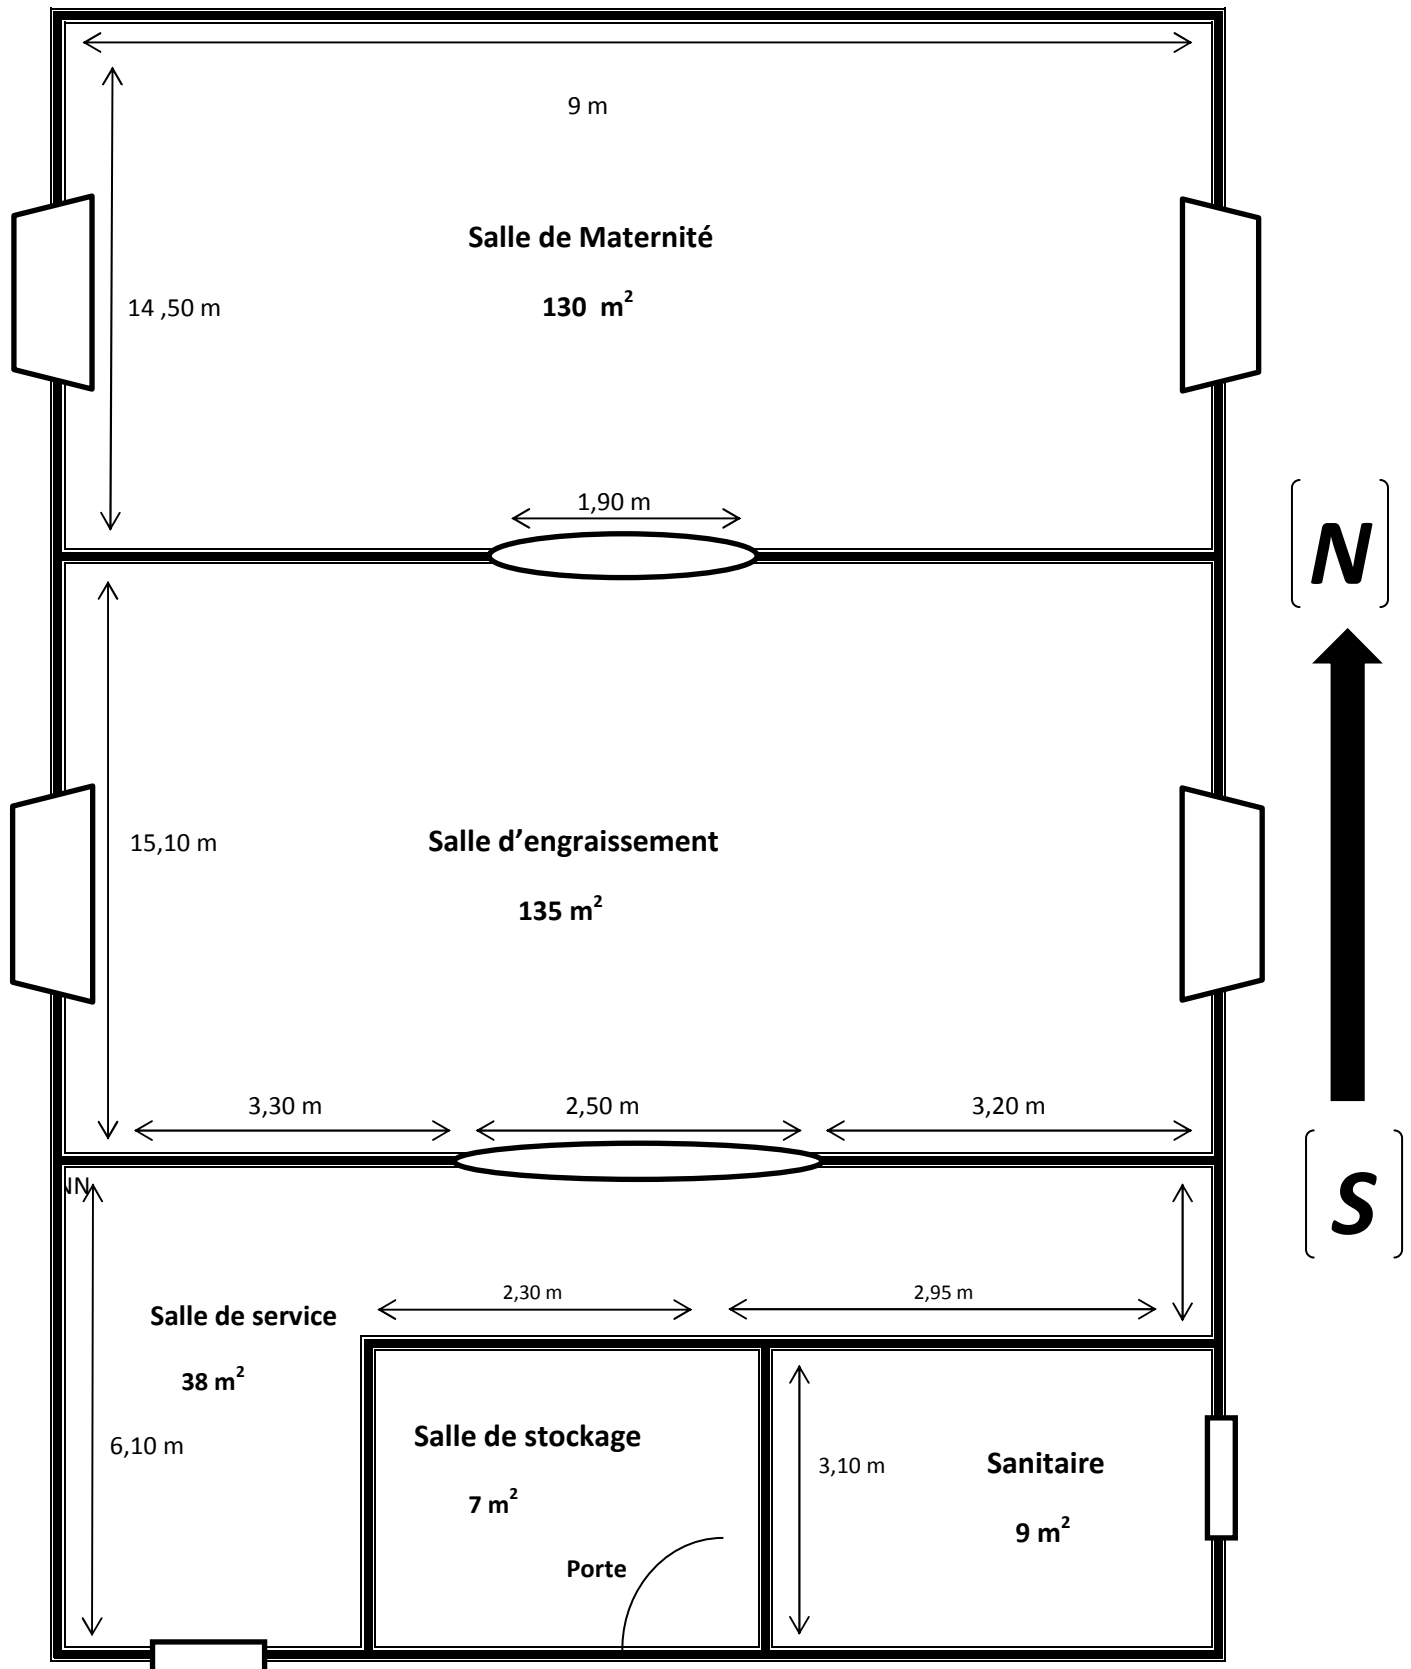 9 m
Salle de Maternité
130 m²
14 ,50 m
1,90 m
N
15,10 m
Salle d’engraissement
135 m²
3,30 m
2,50 m
3,20 m
S
2,30 m
2,95 m
Salle de service
38 m²
6,10 m
Salle de stockage
7 m²
Porte
3,10 m
Sanitaire
9 m²